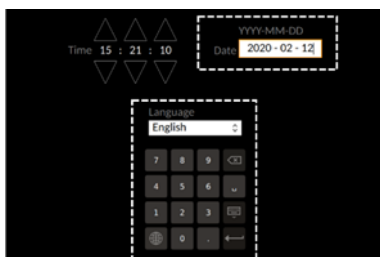 YYYY-MM-DD
Time 15 : 21 : 10
Date 2020 - 02 - 12
Language
English
7 8 9
4 5 6
1 2 3
0 .